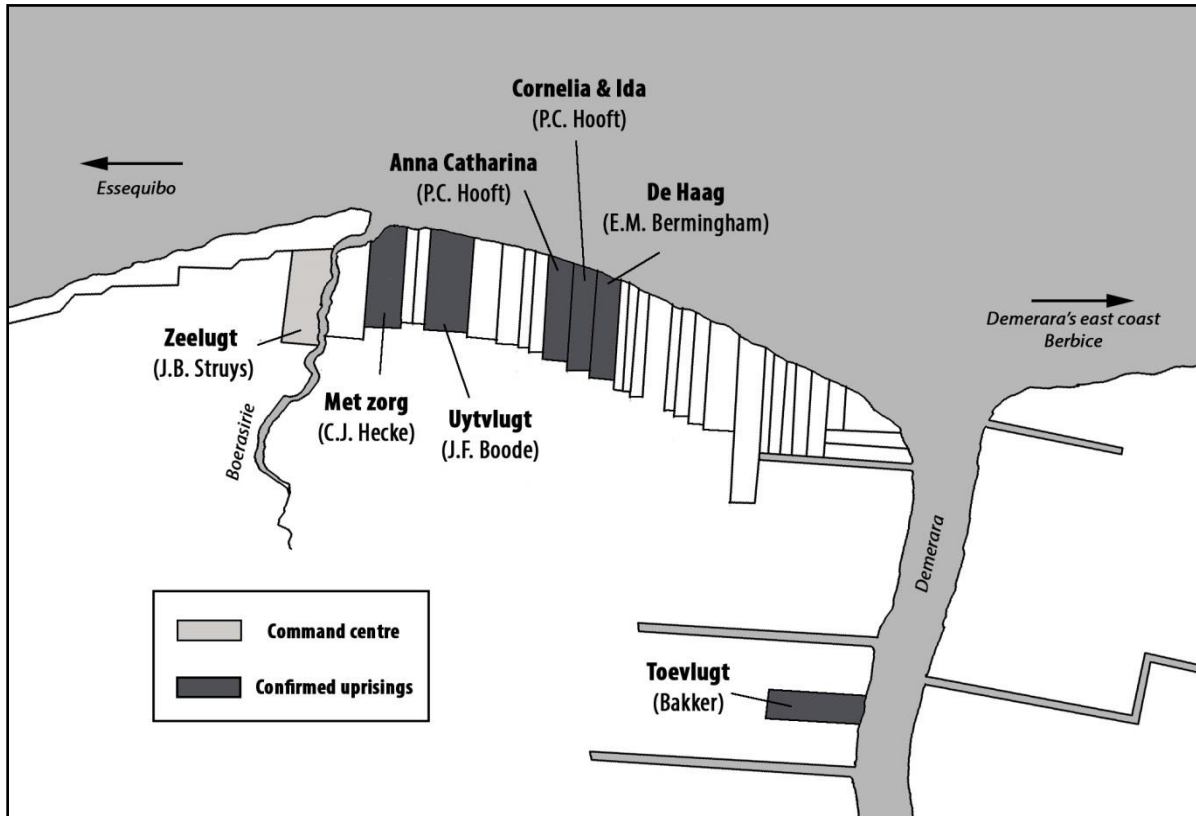 Cornelia & Ida
(P.C. Hooft)
Anna Catharina
(P.C. Hooft)
De Haag
(E.M. Bermingham)
Essequibo
Demerara's east coast
Berbice
Zeelugt
(J.B. Struys)
Met zorg
(C.J. Hecke)
Uytvlugt
(J.F. Boode)
Boerasirie
Demerara
Command centre
Confirmed uprisings
Toevlugt
(Bakker)